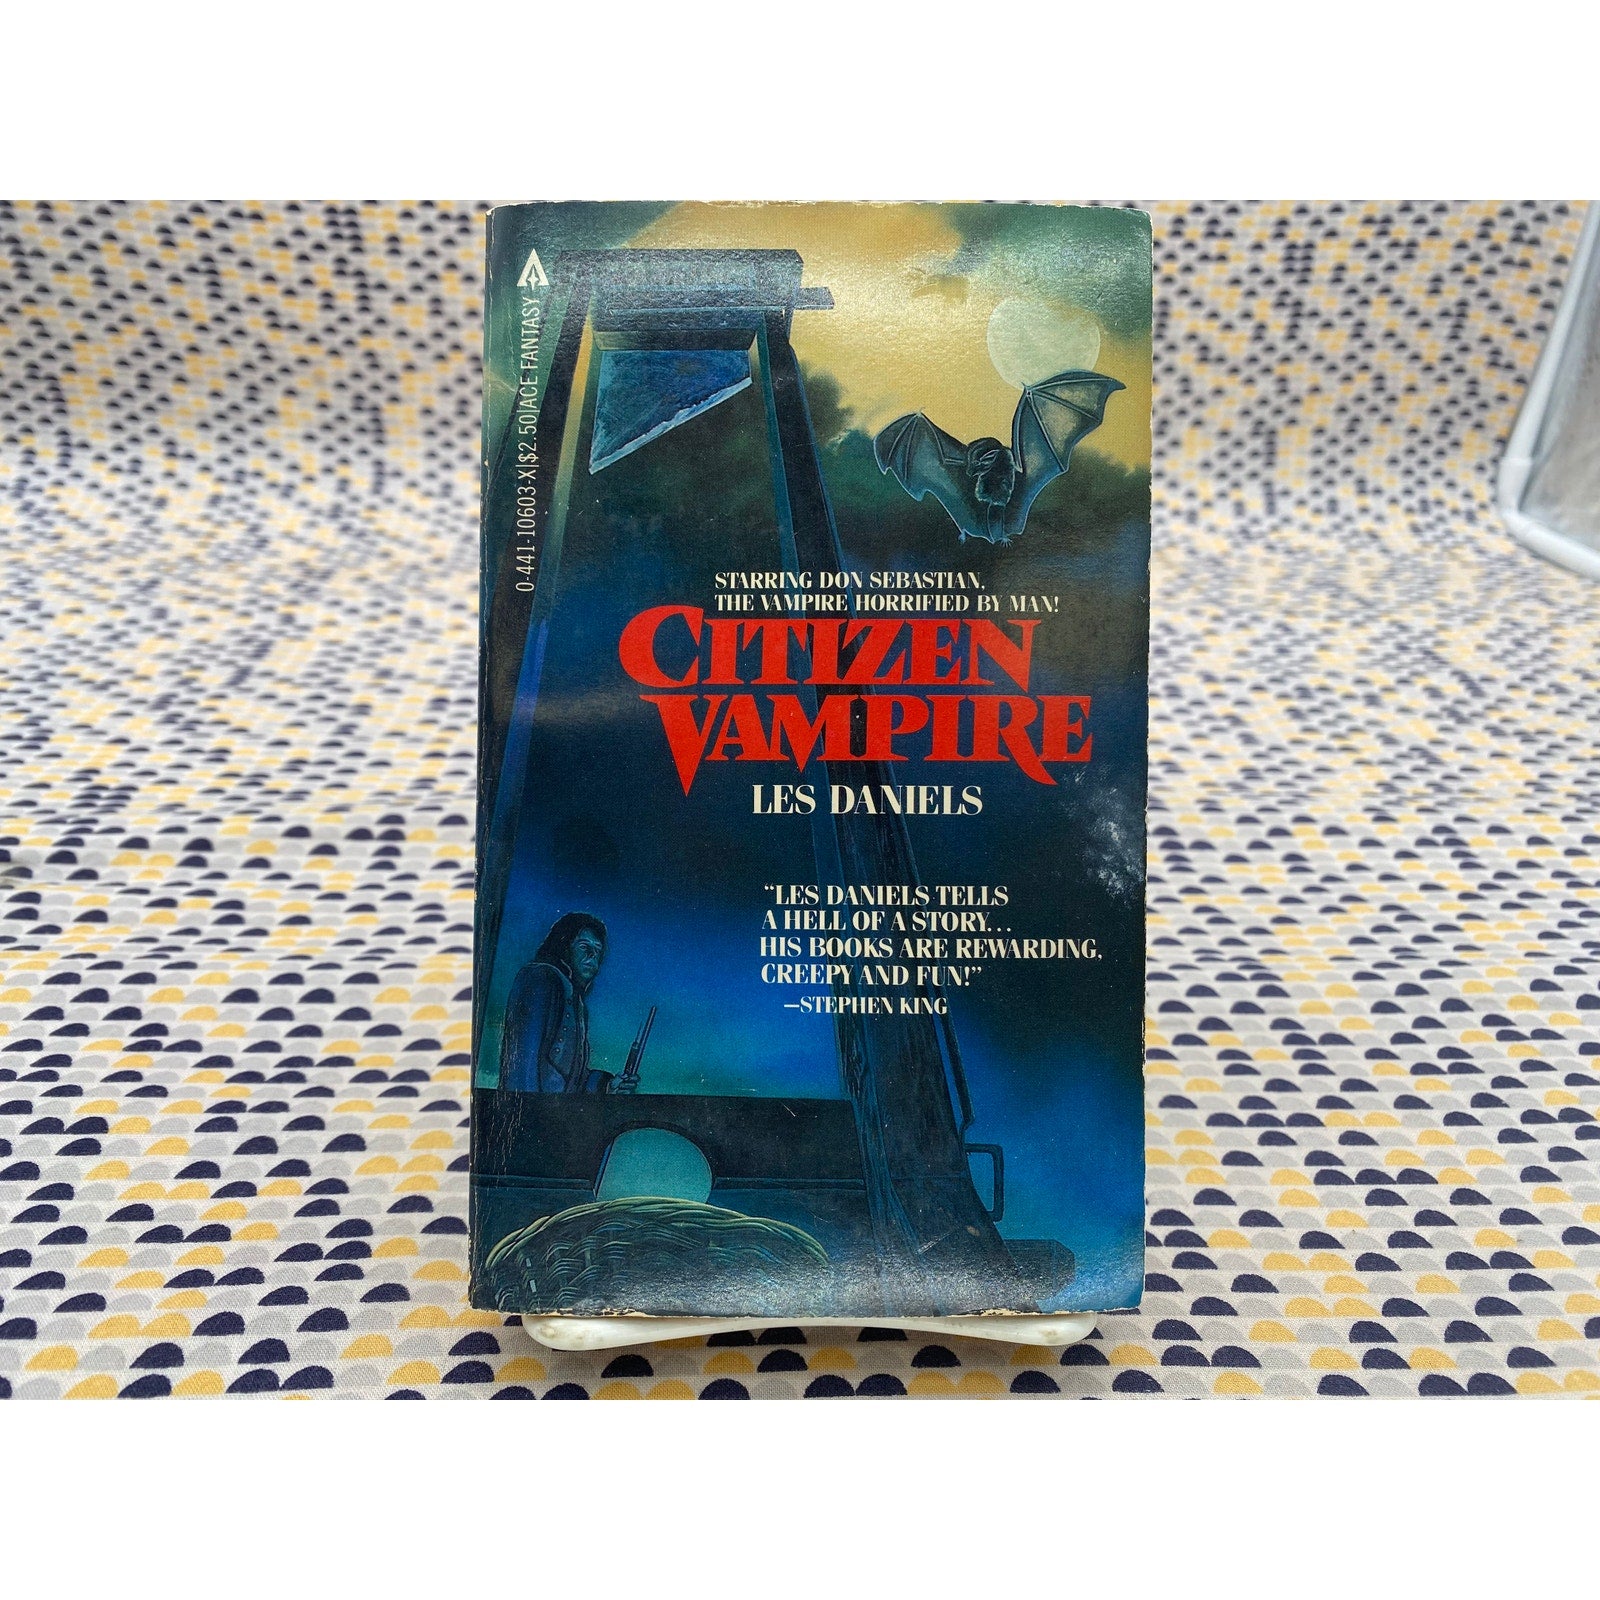 0-441-10603-X|$2.50|ACE FANTASY
STARRING DON SEBASTIAN,
THE VAMPIRE HORRIFIED BY MAN!
CITIZEN
VAMPIRE
LES DANIELS
“LES DANIELS TELLS
A HELL OF A STORY...
HIS BOOKS ARE REWARDING,
CREEPY AND FUN!”
—STEPHEN KING